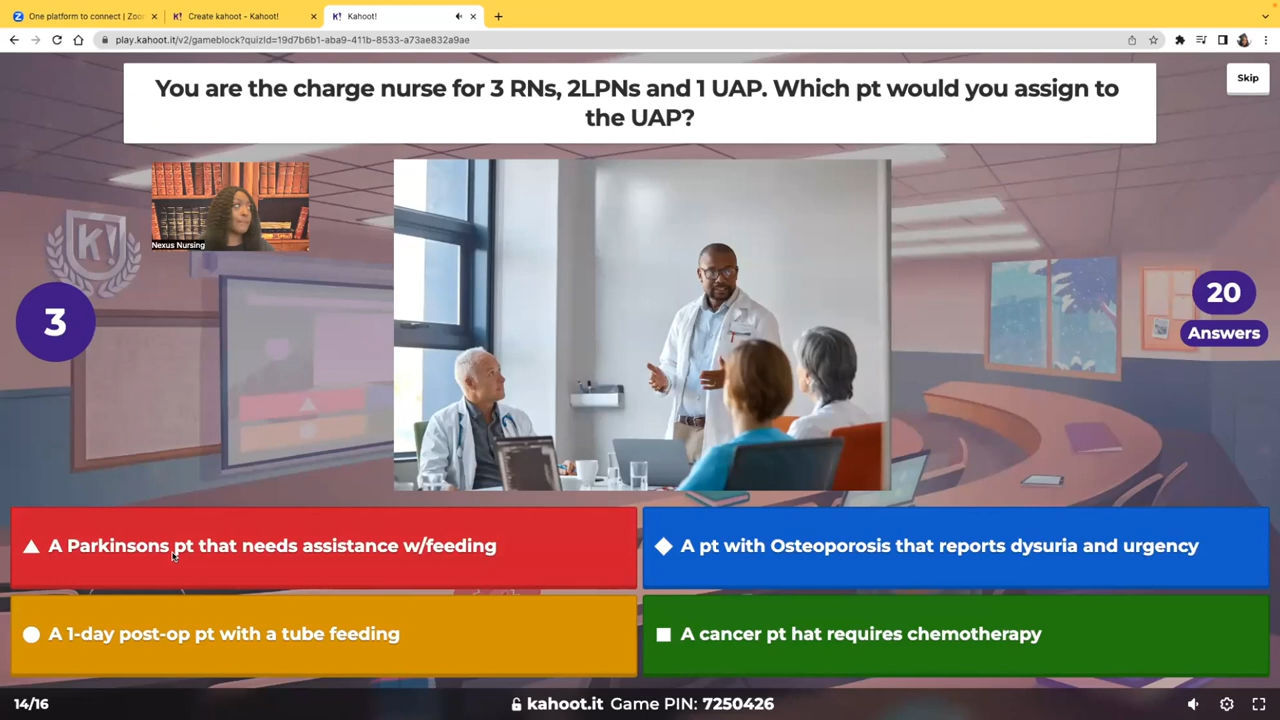 One platform to connect | Zoo
Create kahoot - Kahoot!
Kahoot!
play.kahoot.it/v2/gameblock?quizId=19d7b6b1-aba9-411b-8533-a73ae832a9ae
You are the charge nurse for 3 RNs, 2LPNs and 1 UAP. Which pt would you assign to
the UAP?
Skip
K!
Nexus Nursing
3
20
Answers
A Parkinsons pt that needs assistance w/feeding
A pt with Osteoporosis that reports dysuria and urgency
A 1-day post-op pt with a tube feeding
A cancer pt hat requires chemotherapy
14/16
kahoot.it Game PIN: 7250426